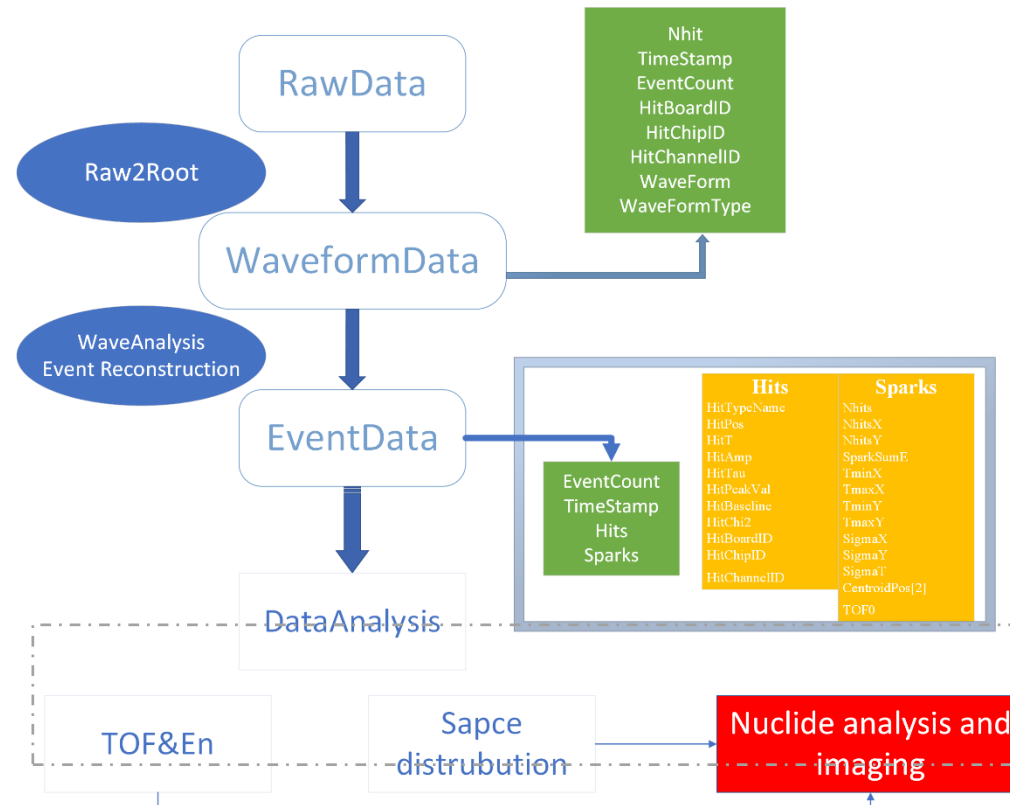 RawData
Raw2Root
WaveformData
Nhit
TimeStamp
EventCount
HitBoardID
HitChipID
HitChannelID
WaveForm
WaveFormType
WaveAnalysis
Event Reconstruction
EventData
EventCount
TimeStamp
Hits
Sparks
Hits
HitTypeName
HitPos
HitT
HitAmp
HitTau
HitPeakVal
HitBaseline
HitChi2
HitBoardID
HitChipID
HitChannelID
Sparks
Nhits
NhitsX
NhitsY
SparkSumE
TminX
TmaxX
TminY
TmaxY
SigmaX
SigmaY
SigmaT
CentroidPos[2]
TOF0
DataAnalysis
TOF&En
Sapce
distrubution
Nuclide analysis and
imaging